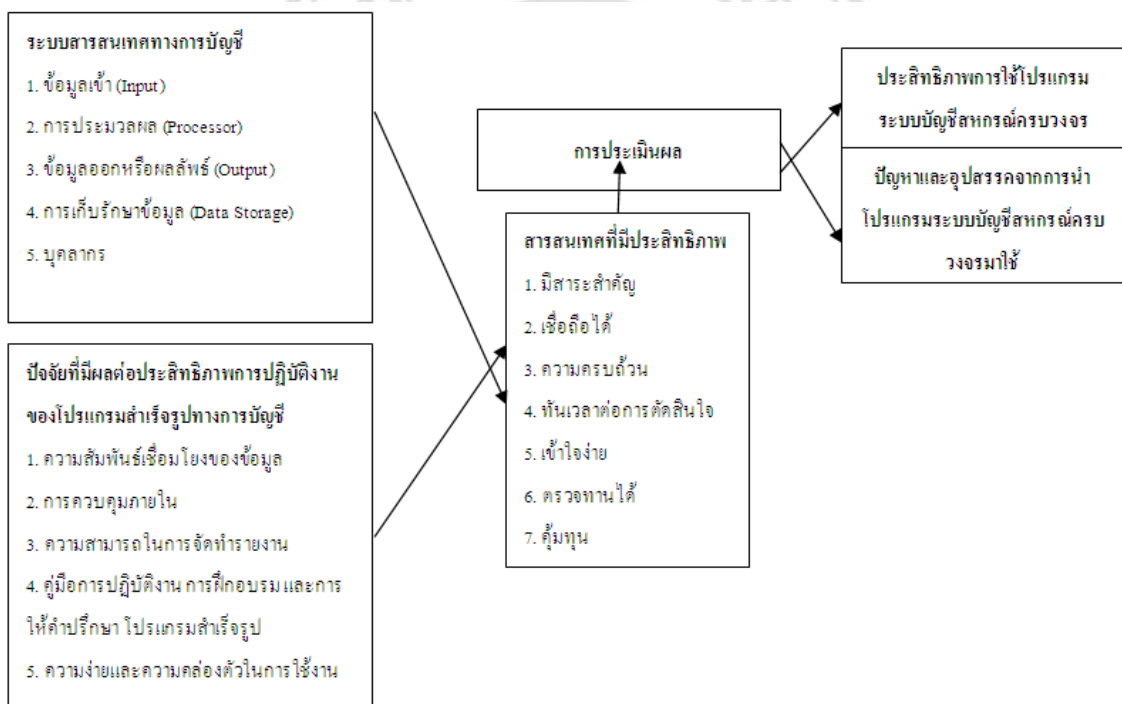 ระบบสารสนเทศทางการบัญชี
1. ข้อมูลเข้า (Input)
2. การประมวลผล (Processor)
3. ข้อมูลออกหรือผลลัพธ์ (Output)
4. การเก็บรักษาข้อมูล (Data Storage)
5. บุคลากร
ปัจจัยที่มีผลต่อประสิทธิภาพการปฏิบัติงาน
ของโปรแกรมสำเร็จรูปทางการบัญชี
1. ความสัมพันธ์เชื่อมโยงของข้อมูล
2. การควบคุมภายใน
3. ความสามารถในการจัดทำรายงาน
4. คู่มือการปฏิบัติงาน การฝึกอบรม และการ
ให้คำปรึกษา โปรแกรมสำเร็จรูป
5. ความง่ายและความคล่องตัวในการใช้งาน
การประเมินผล
สารสนเทศที่มีประสิทธิภาพ
1. มีสาระสำคัญ
2. เชื่อถือได้
3. ความครบถ้วน
4. ทันเวลาต่อการตัดสินใจ
5. เข้าใจง่าย
6. ตรวจทานได้
7. คุ้มทุน
ประสิทธิภาพการใช้โปรแกรม
ระบบบัญชีสหกรณ์ครบวงจร
ปัญหาและอุปสรรคจากการนำ
โปรแกรมระบบบัญชีสหกรณ์ครบ
วงจรมาใช้